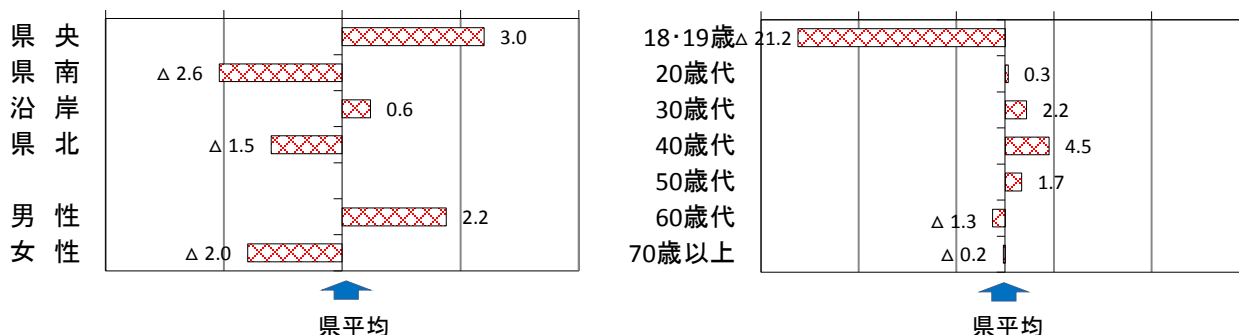 県 央 3.0
県 南 △ 2.6
沿 岸 0.6
県 北 △ 1.5
男 性 2.2
女 性 △ 2.0
県平均
18･19歳 △ 21.2
20歳代 0.3
30歳代 2.2
40歳代 4.5
50歳代 1.7
60歳代 △ 1.3
70歳以上 △ 0.2
県平均